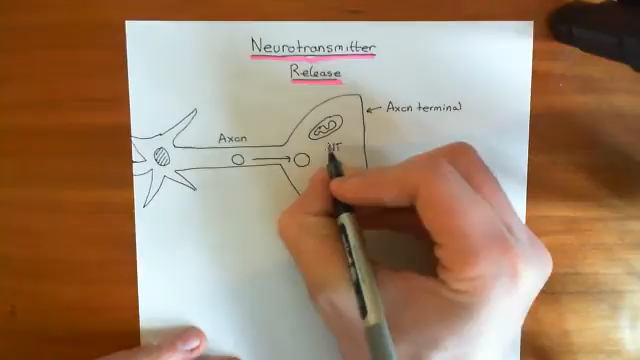 Neurotransmitter
Release
Axon terminal
Axon
NT